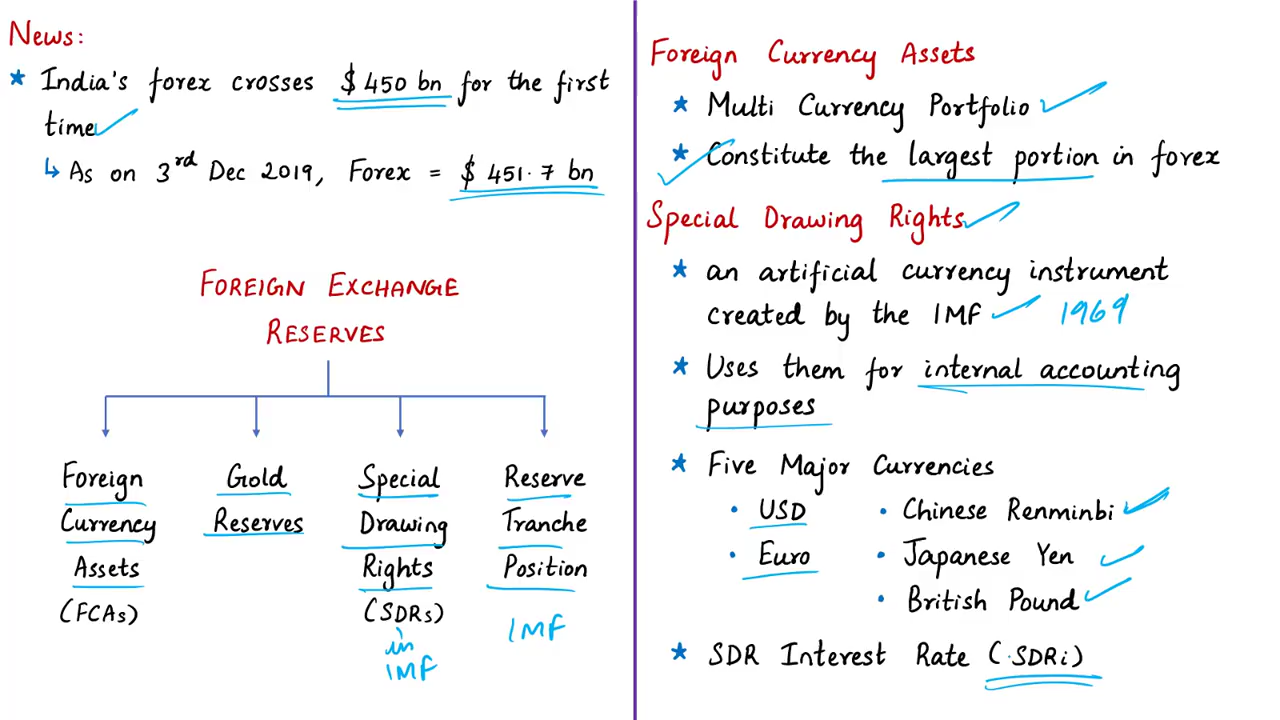 News:
★ India's forex crosses $ 450 bn for the first
time
↳ As on 3rd Dec 2019, Forex = $ 451.7 bn
FOREIGN EXCHANGE
RESERVES
Foreign
Currency
Assets
(FCAs)
Gold
Reserves
Special
Drawing
Rights
(SDRs)
in
IMF
Reserve
Tranche
Position
IMF
Foreign Currency Assets
★ Multi Currency Portfolio
★ Constitute the largest portion in forex
Special Drawing Rights
★ an artificial currency instrument
created by the IMF 1969
★ Uses them for internal accounting
purposes
★ Five Major Currencies
• USD • Chinese Renminbi
• Euro • Japanese Yen
• British Pound
★ SDR Interest Rate (SDRi)